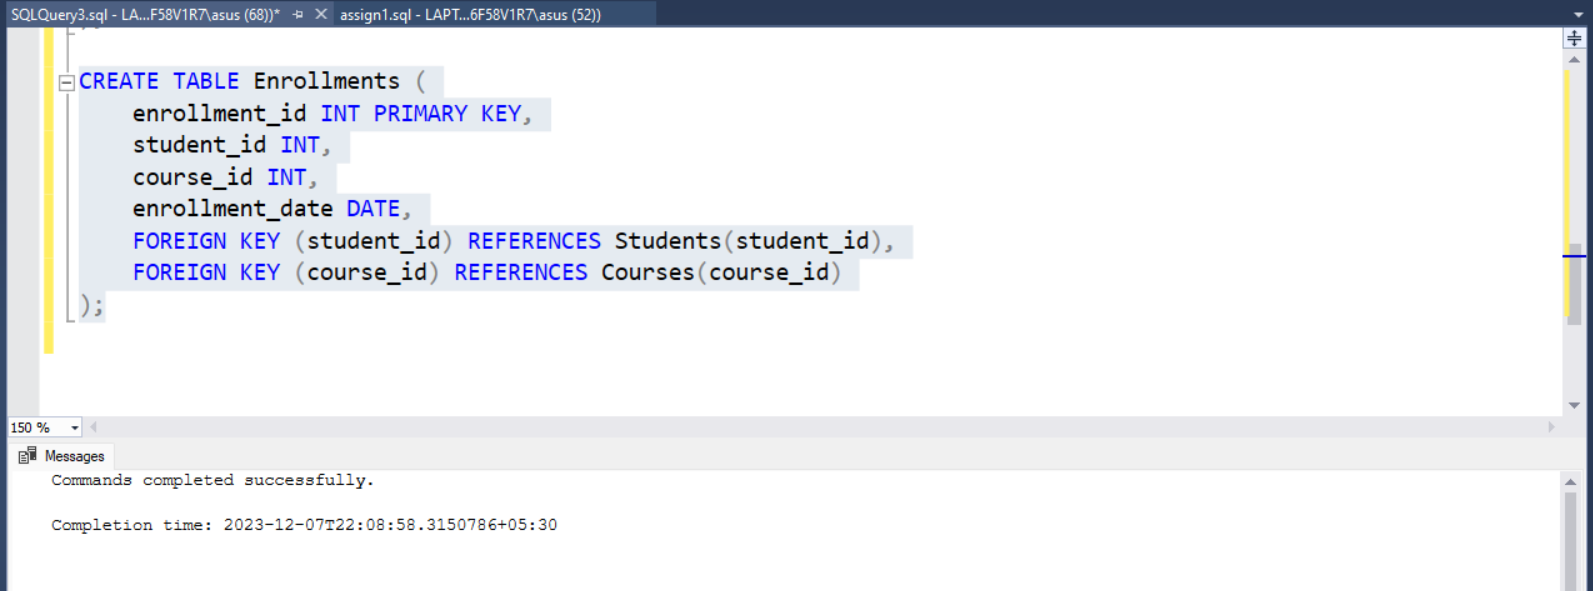 SQLQuery3.sql - LA...F58V1R7\asus (68))* assign1.sql - LAPT...6F58V1R7\asus (52))
CREATE TABLE Enrollments (
enrollment_id INT PRIMARY KEY,
student_id INT,
course_id INT,
enrollment_date DATE,
FOREIGN KEY (student_id) REFERENCES Students(student_id),
FOREIGN KEY (course_id) REFERENCES Courses(course_id)
);
150 %
Messages
Commands completed successfully.
Completion time: 2023-12-07T22:08:58.3150786+05:30